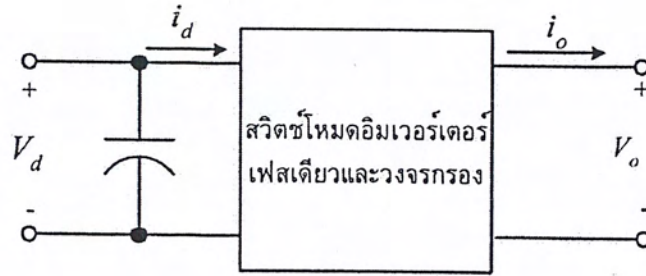 i_d
i_o
+
+
สวิตช์โหมดอิมเวอร์เตอร์
เฟสเดียวและวงจรกรอง
V_d
V_o
-
-